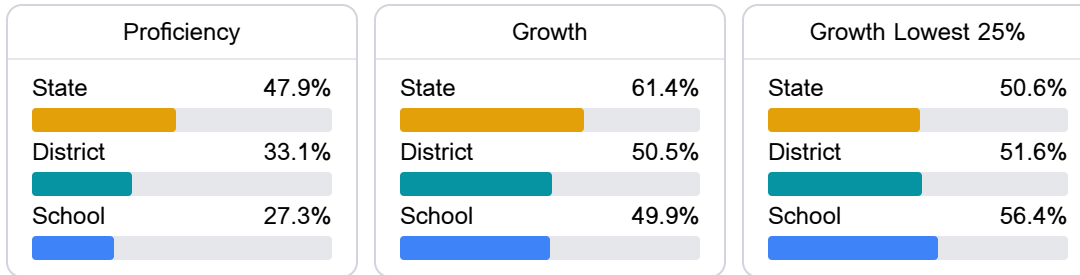 Proficiency
State 47.9%
District 33.1%
School 27.3%
Growth
State 61.4%
District 50.5%
School 49.9%
Growth Lowest 25%
State 50.6%
District 51.6%
School 56.4%